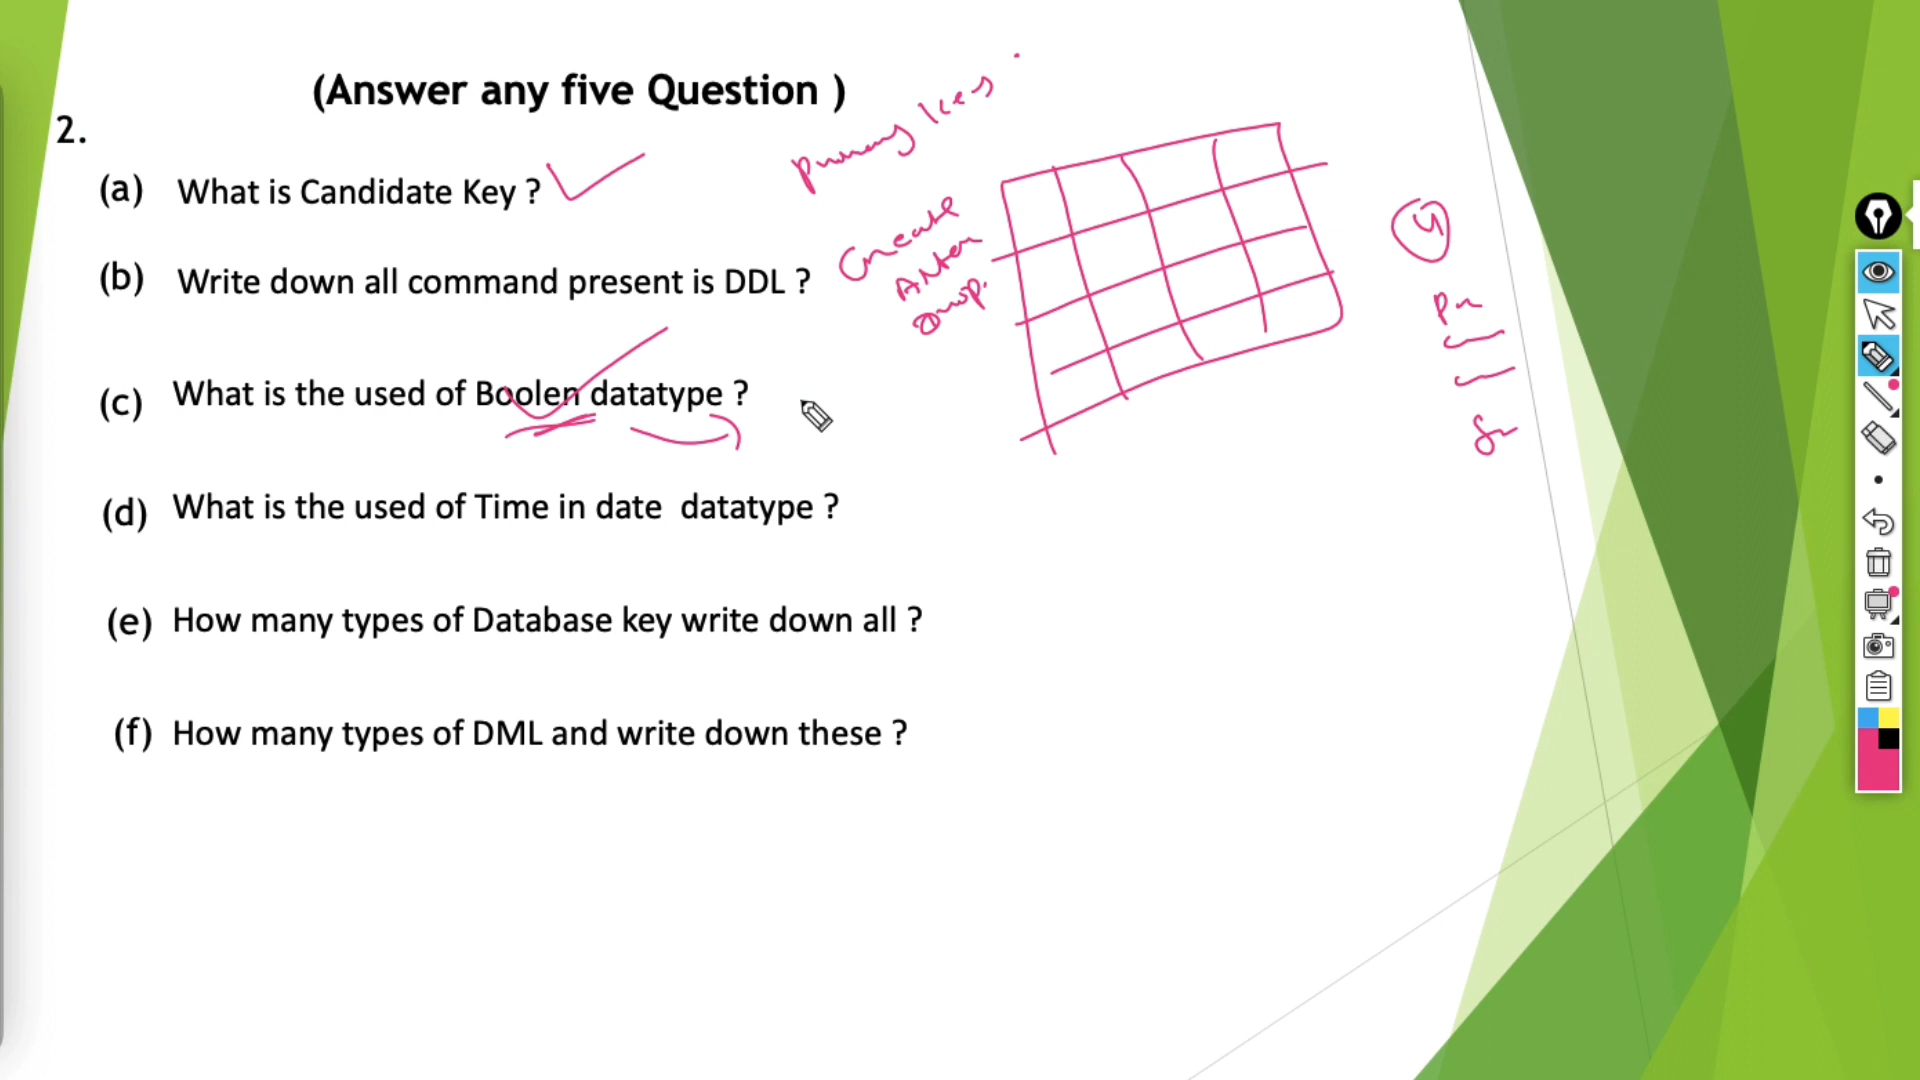 (Answer any five Question )
2.
(a) What is Candidate Key ?
(b) Write down all command present is DDL ?
(c) What is the used of Boolen datatype ?
(d) What is the used of Time in date datatype ?
(e) How many types of Database key write down all ?
(f) How many types of DML and write down these ?
Primary key
Create
Alter
Drop.